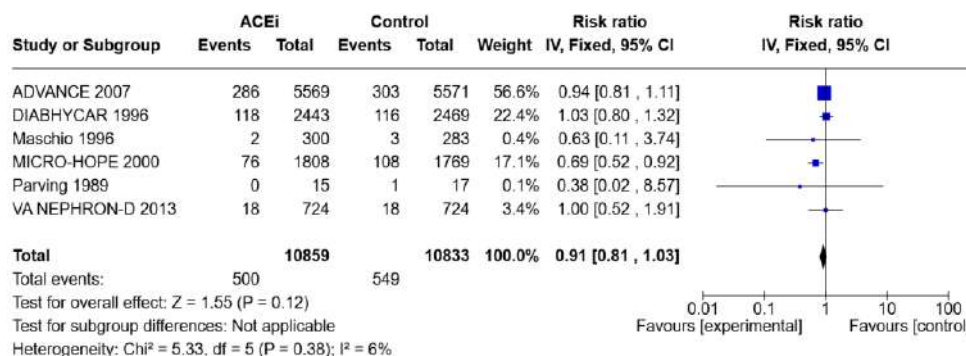 ACEi Control Risk ratio Risk ratio
Study or Subgroup Events Total Events Total Weight IV, Fixed, 95% CI IV, Fixed, 95% CI
ADVANCE 2007 286 5569 303 5571 56.6% 0.94 [0.81 , 1.11]
DIABHYCAR 1996 118 2443 116 2469 22.4% 1.03 [0.80 , 1.32]
Maschio 1996 2 300 3 283 0.4% 0.63 [0.11 , 3.74]
MICRO-HOPE 2000 76 1808 108 1769 17.1% 0.69 [0.52 , 0.92]
Parving 1989 0 15 1 17 0.1% 0.38 [0.02 , 8.57]
VA NEPHRON-D 2013 18 724 18 724 3.4% 1.00 [0.52 , 1.91]
Total 10859 10833 100.0% 0.91 [0.81 , 1.03]
Total events: 500 549
Test for overall effect: Z = 1.55 (P = 0.12) 0.01 0.1 1 10 100
Test for subgroup differences: Not applicable Favours [experimental] Favours [control
Heterogeneity: Chi² = 5.33, df = 5 (P = 0.38); I² = 6%